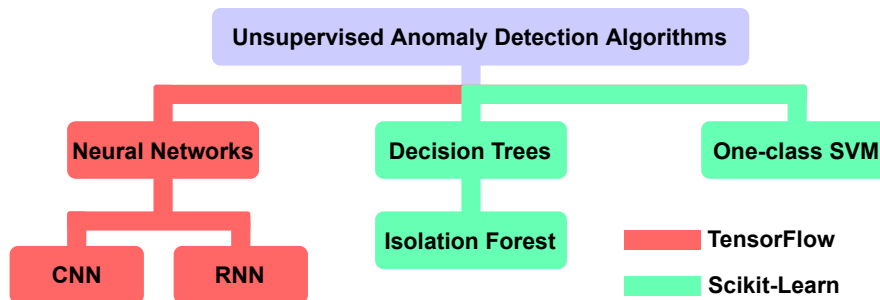 Unsupervised Anomaly Detection Algorithms
Neural Networks
Decision Trees
One-class SVM
Isolation Forest
CNN
RNN
TensorFlow
Scikit-Learn